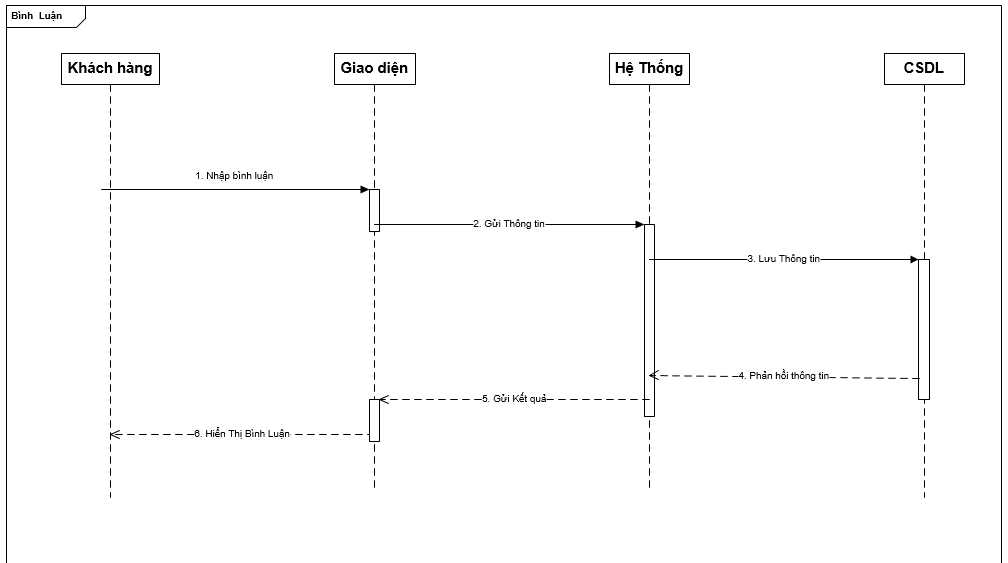 Bình Luận
Khách hàng
Giao diện
Hệ Thống
CSDL
1. Nhập bình luận
2. Gửi Thông tin
3. Lưu Thông tin
4. Phản hồi thông tin
5. Gửi Kết quả
6. Hiển Thị Bình Luận